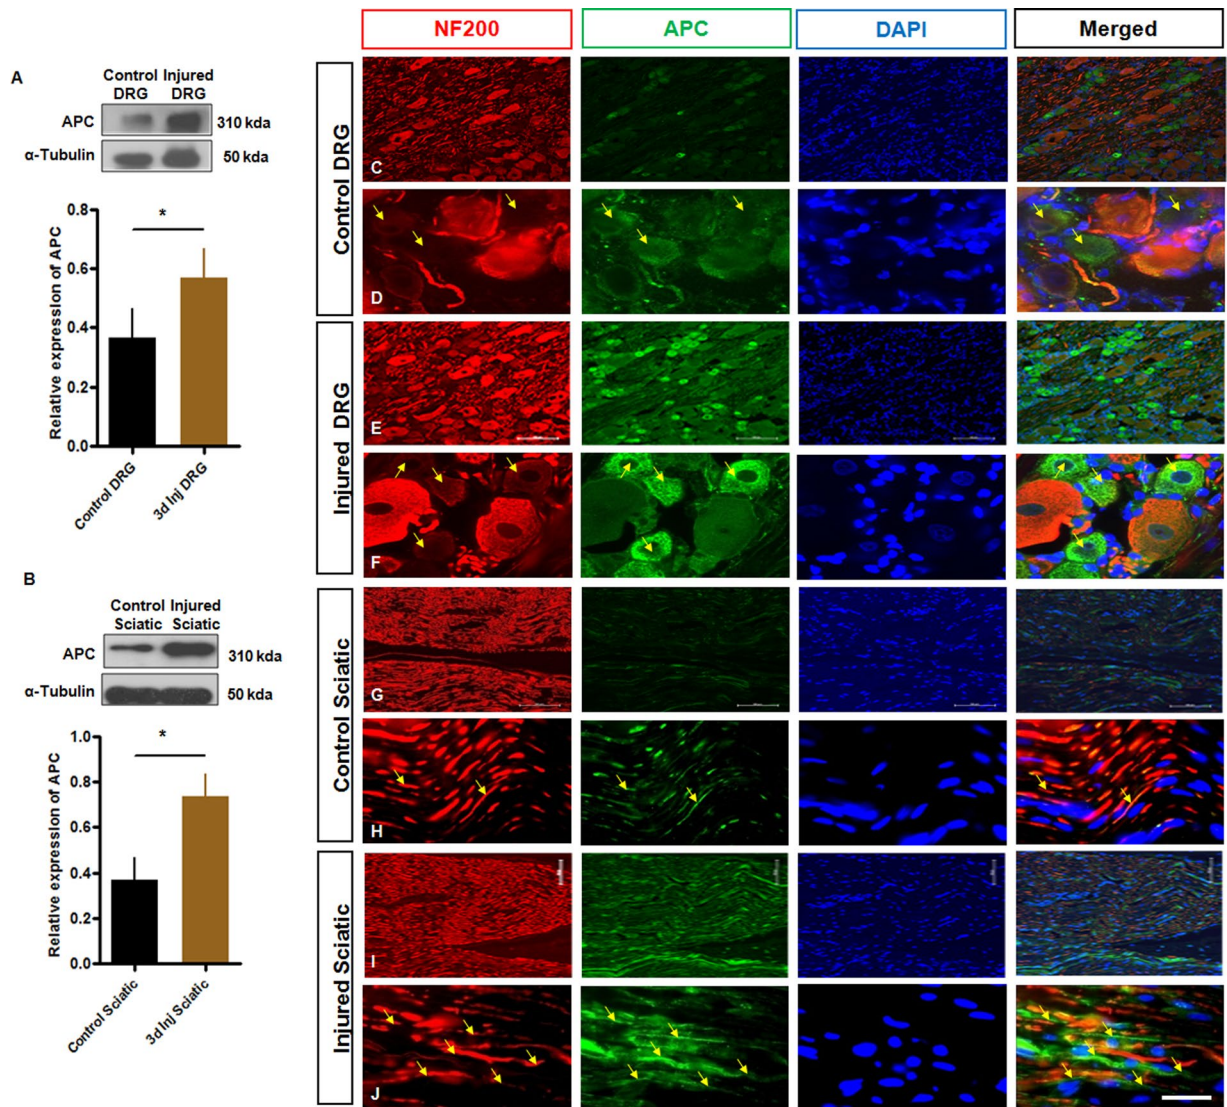 NF200
APC
DAPI
Merged
A
Control Injured
DRG DRG
APC
310 kda
α-Tubulin
50 kda
Relative expression of APC
0.8
0.6
0.4
0.2
0.0
*
Control DRG
3d Inj DRG
B
Control Injured
Sciatic Sciatic
APC
310 kda
α-Tubulin
50 kda
Relative expression of APC
1.0
0.8
0.6
0.4
0.2
0.0
*
Control Sciatic
3d Inj Sciatic
Control DRG
C
D
Injured DRG
E
F
Control Sciatic
G
H
Injured Sciatic
I
J